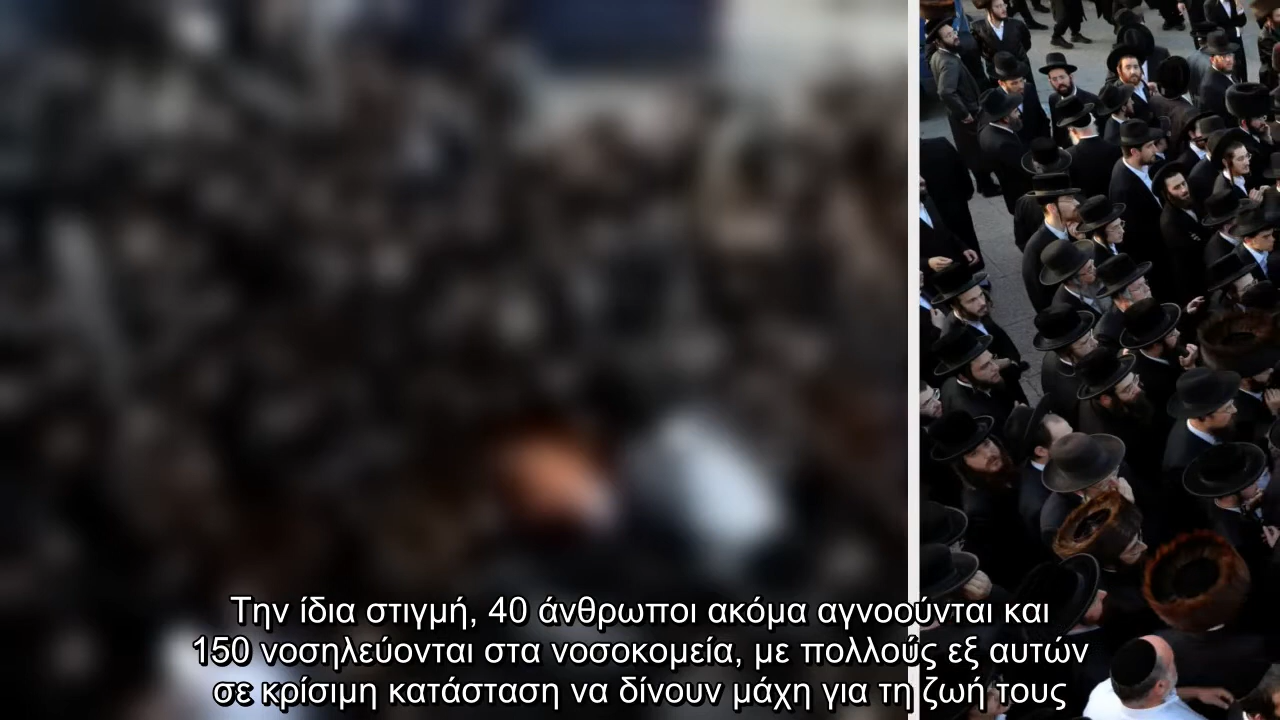 Την ίδια στιγμή, 40 άνθρωποι ακόμα αγνοούνται και
150 νοσηλεύονται στα νοσοκομεία, με πολλούς εξ αυτών
σε κρίσιμη κατάσταση να δίνουν μάχη για τη ζωή τους